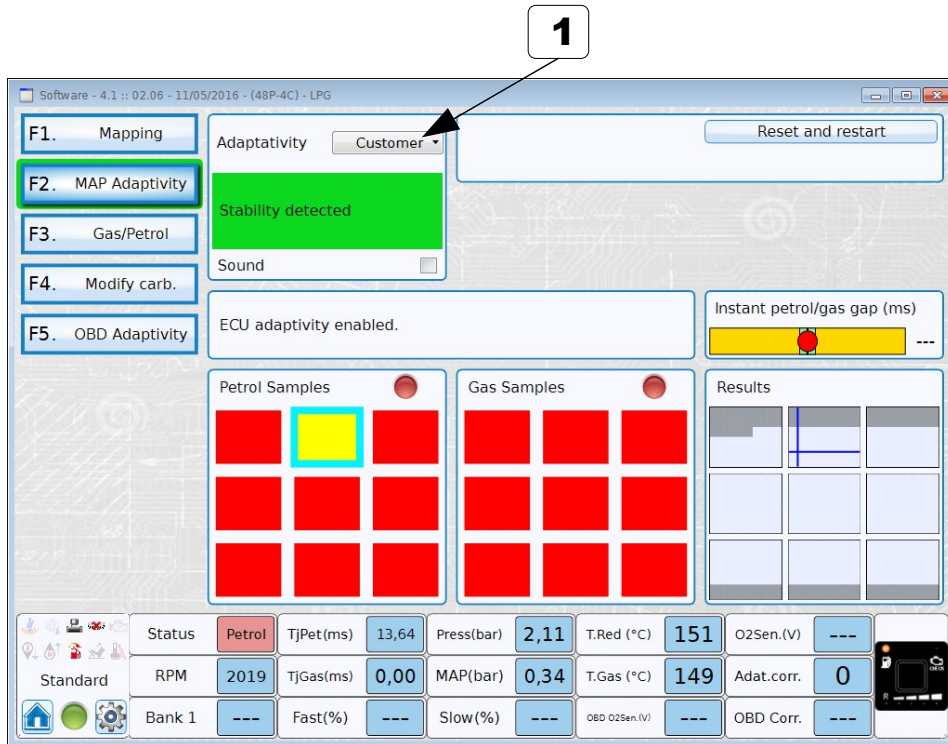 1
Software - 4.1 :: 02.06 - 11/05/2016 - (48P-4C) - LPG
F1. Mapping
F2. MAP Adaptivity
F3. Gas/Petrol
F4. Modify carb.
F5. OBD Adaptivity
Adaptativity Customer
Reset and restart
Stability detected
Sound
ECU adaptivity enabled.
Instant petrol/gas gap (ms)
---
Petrol Samples
Gas Samples
Results
Status Petrol TjPet(ms) 13,64 Press(bar) 2,11 T.Red (°C) 151 O2Sen.(V) ---
Standard
RPM 2019 TjGas(ms) 0,00 MAP(bar) 0,34 T.Gas (°C) 149 Adat.corr. 0
Bank 1 --- Fast(%) --- Slow(%) --- OBD O2Sen.(V) --- OBD Corr. ---
CHECK
R